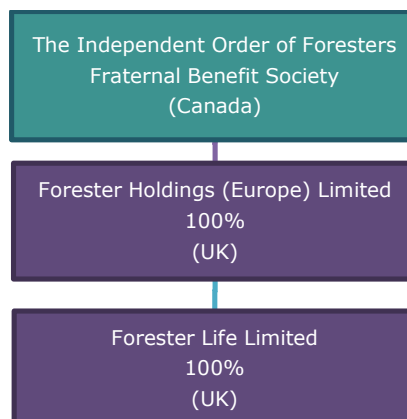 The Independent Order of Foresters
Fraternal Benefit Society
(Canada)
Forester Holdings (Europe) Limited
100%
(UK)
Forester Life Limited
100%
(UK)